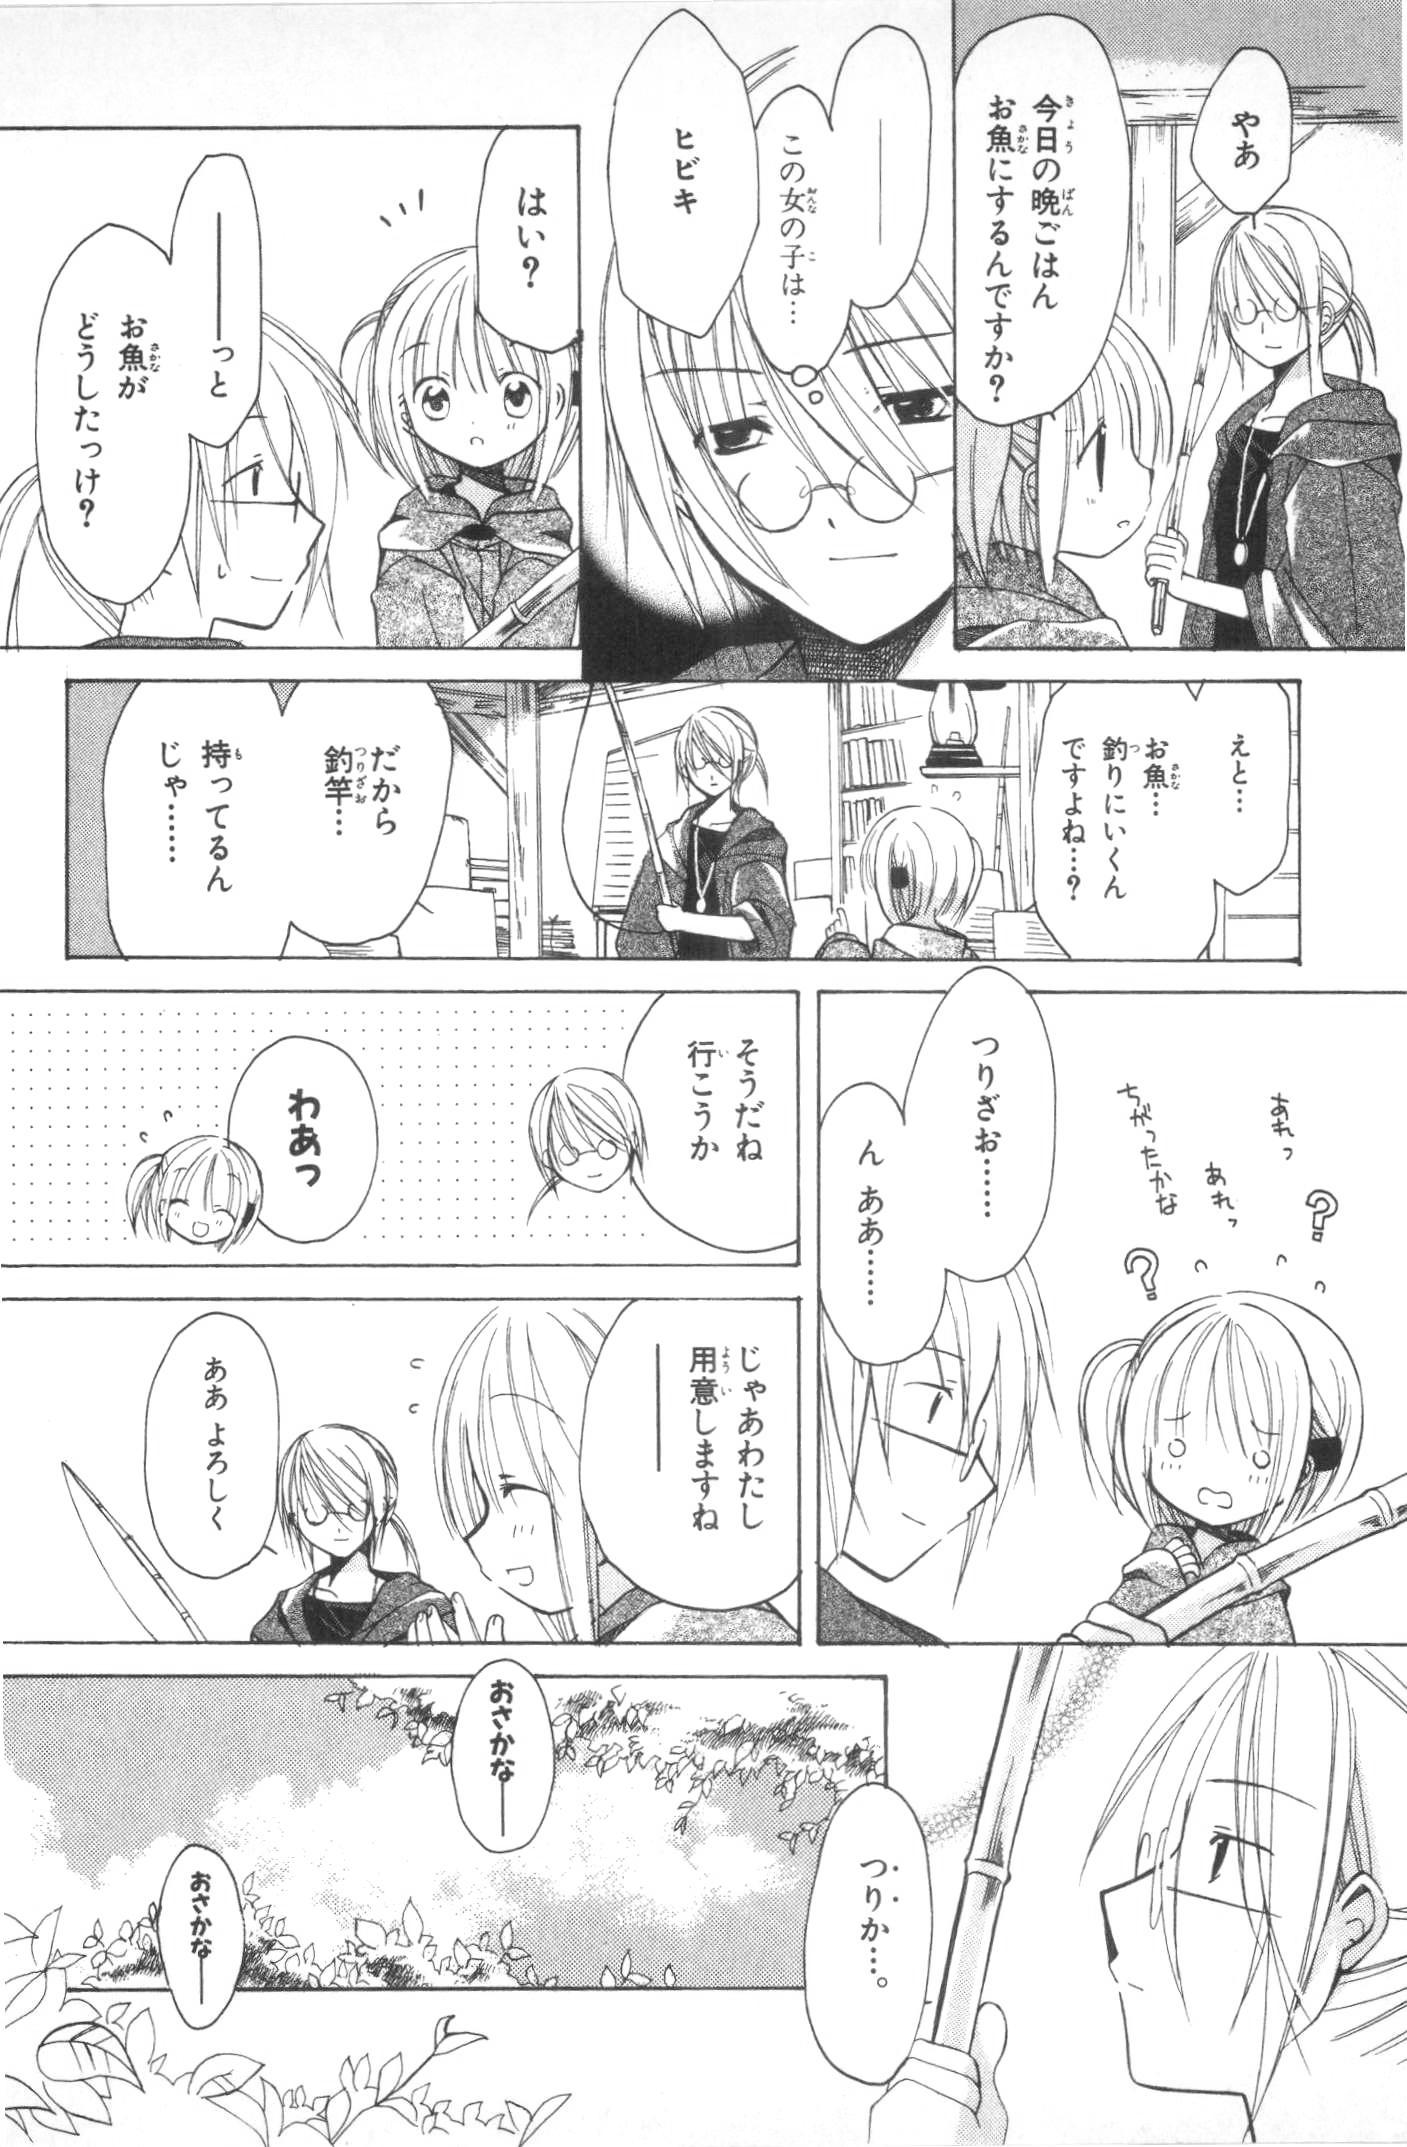 やあ
今日の晩ごはん
お魚にするんですか？
――
この女の子は…
ヒビキ
はい？
――っと
お魚が
どうしたっけ？
えと…
お魚…
釣りにいくん
ですよね…？
だから
釣竿…
持ってるん
じゃ……
あれっ
あれっ
ちがったかな
？
？
つりざお……
ん ああ……
そうだね
行こうか
わあっ
じゃあわたし
用意しますね
――
ああ よろしく
つりか…。
おさかな――
おさかな――